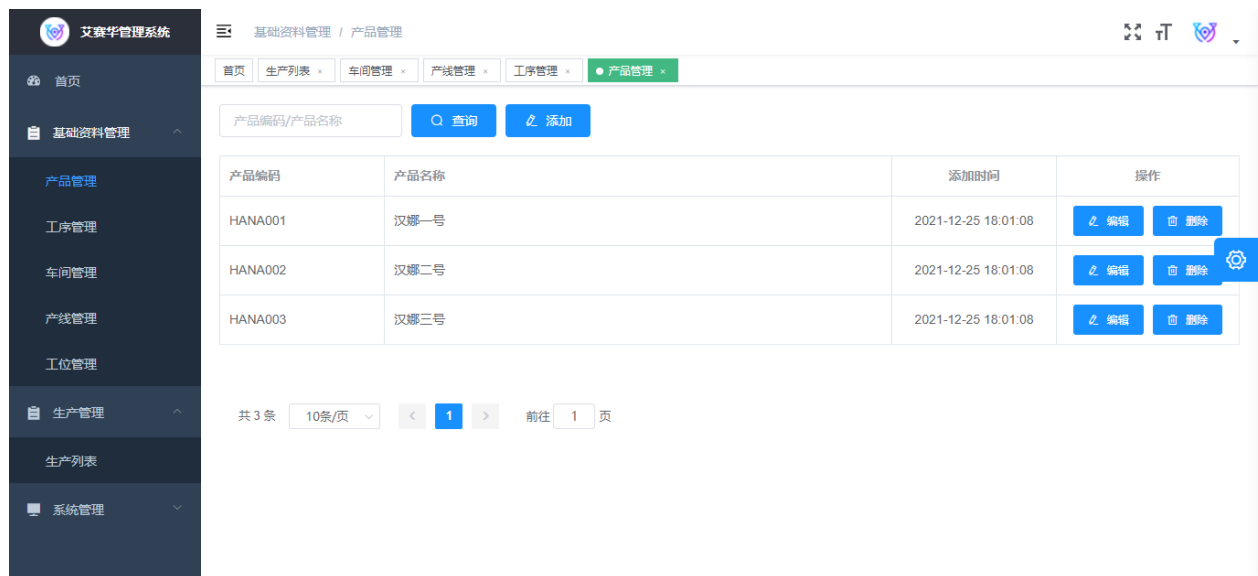 艾赛华管理系统
基础资料管理 / 产品管理
首页
生产列表 ×
车间管理 ×
产线管理 ×
工序管理 ×
产品管理 ×
首页
基础资料管理
产品管理
工序管理
车间管理
产线管理
工位管理
生产管理
生产列表
系统管理
产品编码/产品名称
查询
添加
产品编码 产品名称 添加时间 操作
HANA001 汉娜一号 2021-12-25 18:01:08 编辑 删除
HANA002 汉娜二号 2021-12-25 18:01:08 编辑 删除
HANA003 汉娜三号 2021-12-25 18:01:08 编辑 删除
共 3 条 10条/页 < 1 > 前往 1 页